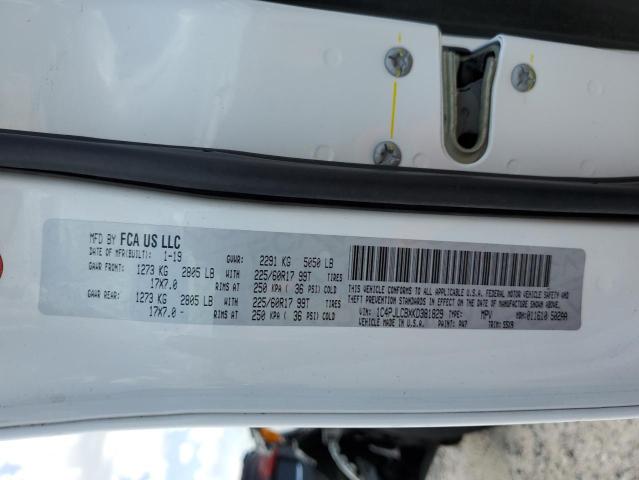 MFD BY FCA US LLC
DATE OF MFR(BUILT): 1-19 GVWR: 2291 KG 5050 LB
GAWR FRONT: 1273 KG 2805 LB WITH 225/60R17 99T TIRES
17X7.0 RIMS AT 250 KPA ( 36 PSI) COLD
GAWR REAR: 1273 KG 2805 LB WITH 225/60R17 99T TIRES
17X7.0 - RIMS AT 250 KPA ( 36 PSI) COLD
THIS VEHICLE CONFORMS TO ALL APPLICABLE U.S.A. FEDERAL MOTOR VEHICLE SAFETY AND
THEFT PREVENTION STANDARDS IN EFFECT ON THE DATE OF MANUFACTURE SHOWN ABOVE.
VIN: 1C4PJLCBXKD381829 TYPE: MPV MDH: 011610 502AA
VEHICLE MADE IN U.S.A. PAINT: PW7 TRIM: